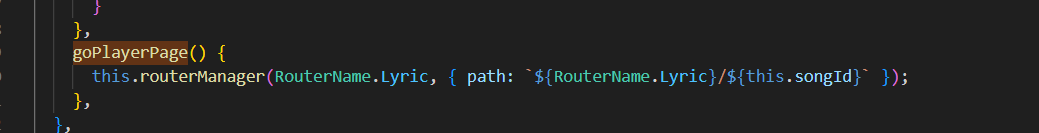 }
},
goPlayerPage() {
this.routerManager(RouterName.Lyric, { path: `${RouterName.Lyric}/${this.songId}` });
},
},